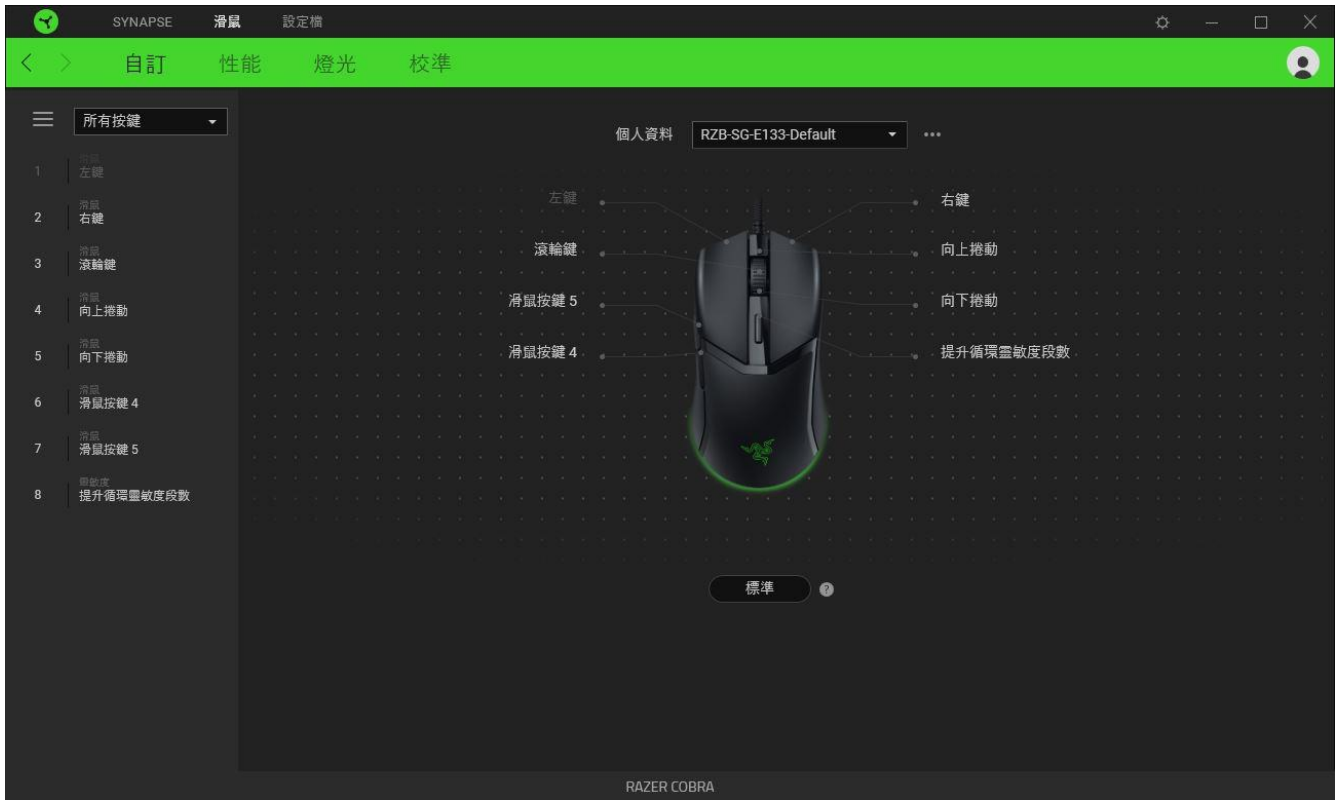 SYNAPSE 滑鼠 設定檔
自訂 性能 燈光 校準
所有按鍵
個人資料 RZB-SG-E133-Default
1 滑鼠
左鍵
2 滑鼠
右鍵
3 滑鼠
滾輪鍵
4 滑鼠
向上捲動
5 滑鼠
向下捲動
6 滑鼠
滑鼠按鍵 4
7 滑鼠
滑鼠按鍵 5
8 靈敏度
提升循環靈敏度段數
左鍵 右鍵
滾輪鍵 向上捲動
滑鼠按鍵 5 向下捲動
滑鼠按鍵 4 提升循環靈敏度段數
標準 ?
RAZER COBRA